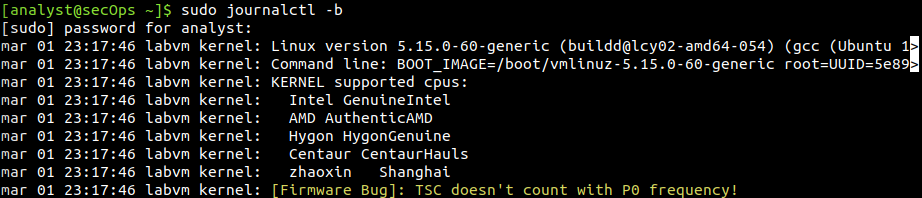 [analyst@secOps ~]$ sudo journalctl -b
[sudo] password for analyst:
mar 01 23:17:46 labvm kernel: Linux version 5.15.0-60-generic (buildd@lcy02-amd64-054) (gcc (Ubuntu 1>
mar 01 23:17:46 labvm kernel: Command line: BOOT_IMAGE=/boot/vmlinuz-5.15.0-60-generic root=UUID=5e89>
mar 01 23:17:46 labvm kernel: KERNEL supported cpus:
mar 01 23:17:46 labvm kernel:   Intel GenuineIntel
mar 01 23:17:46 labvm kernel:   AMD AuthenticAMD
mar 01 23:17:46 labvm kernel:   Hygon HygonGenuine
mar 01 23:17:46 labvm kernel:   Centaur CentaurHauls
mar 01 23:17:46 labvm kernel:   zhaoxin   Shanghai
mar 01 23:17:46 labvm kernel: [Firmware Bug]: TSC doesn't count with P0 frequency!